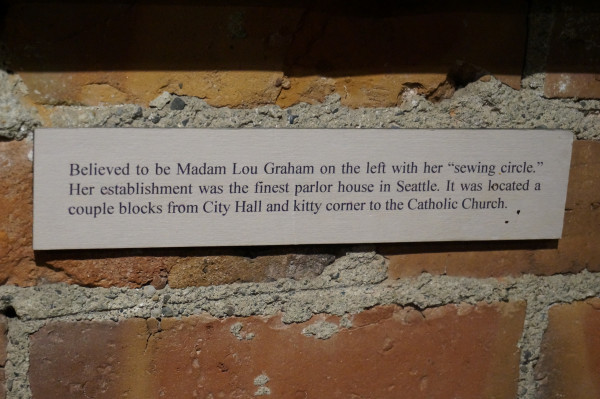 Believed to be Madam Lou Graham on the left with her “sewing circle.”
Her establishment was the finest parlor house in Seattle. It was located a
couple blocks from City Hall and kitty corner to the Catholic Church.